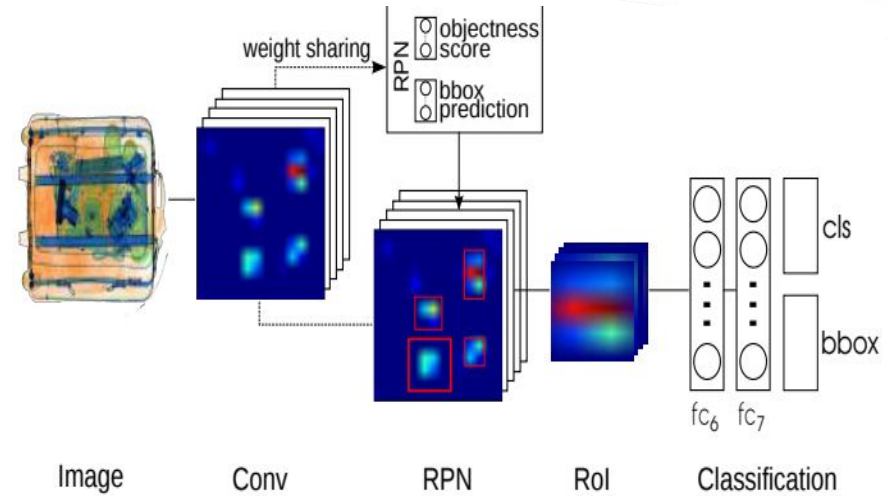 weight sharing
RPN
objectness
score
bbox
prediction
cls
bbox
fc6 fc7
Image Conv RPN RoI Classification